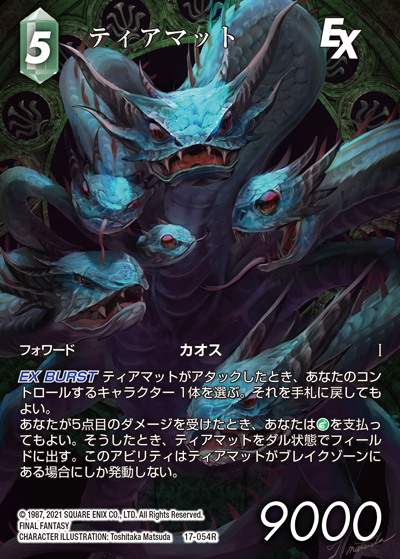 5
ティアマット
EX
フォワード カオス I
EX BURST ティアマットがアタックしたとき、あなたのコント
ロールするキャラクター 1体を選ぶ。それを手札に戻しても
よい。
あなたが5点目のダメージを受けたとき、あなたはを支払っ
てもよい。そうしたとき、ティアマットをダル状態でフィール
ドに出す。このアビリティはティアマットがブレイクゾーンに
ある場合にしか発動しない。
© 1987, 2021 SQUARE ENIX CO., LTD. All Rights Reserved.
FINAL FANTASY
CHARACTER ILLUSTRATION: Toshitaka Matsuda 17-054R
9000